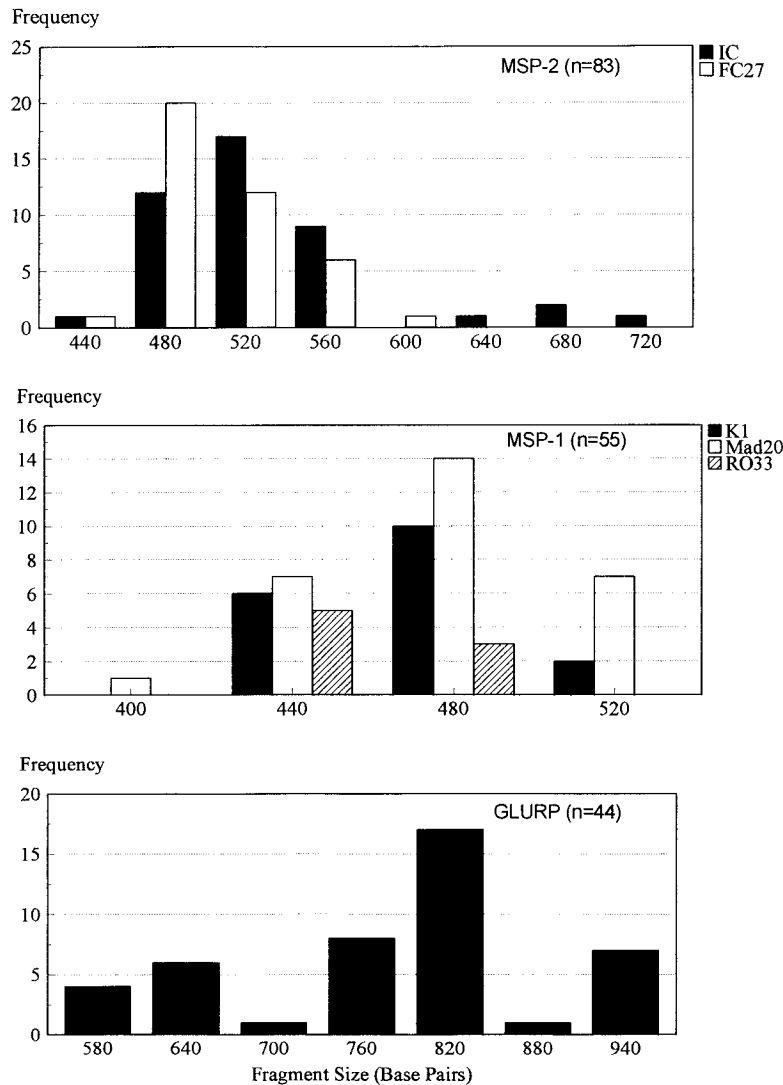 Frequency
MSP-2 (n=83)
IC
FC27
25
20
15
10
5
0
440 480 520 560 600 640 680 720
Frequency
MSP-1 (n=55)
K1
Mad20
RO33
16
14
12
10
8
6
4
2
0
400 440 480 520
Frequency
GLURP (n=44)
20
15
10
5
0
580 640 700 760 820 880 940
Fragment Size (Base Pairs)